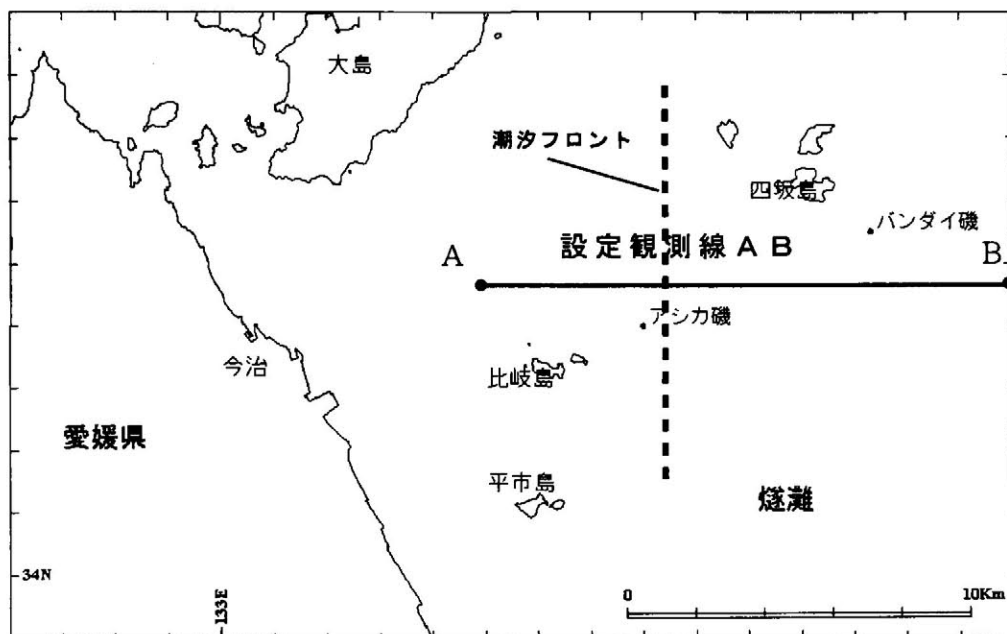 大島
潮汐フロント
四坂島
バンダイ磯
設定観測線AB
A
B
アシカ磯
今治
比岐島
愛媛県
平市島
燧灘
34N
133E
0
10Km